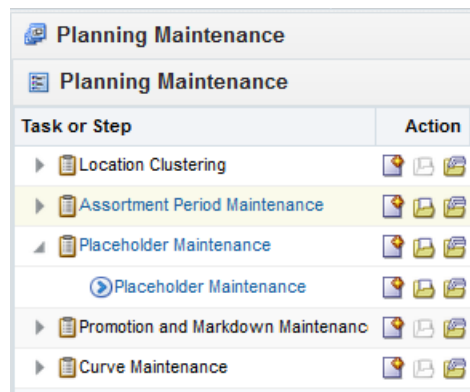 Planning Maintenance
Planning Maintenance
Task or Step Action
Location Clustering
Assortment Period Maintenance
Placeholder Maintenance
Placeholder Maintenance
Promotion and Markdown Maintenanc
Curve Maintenance